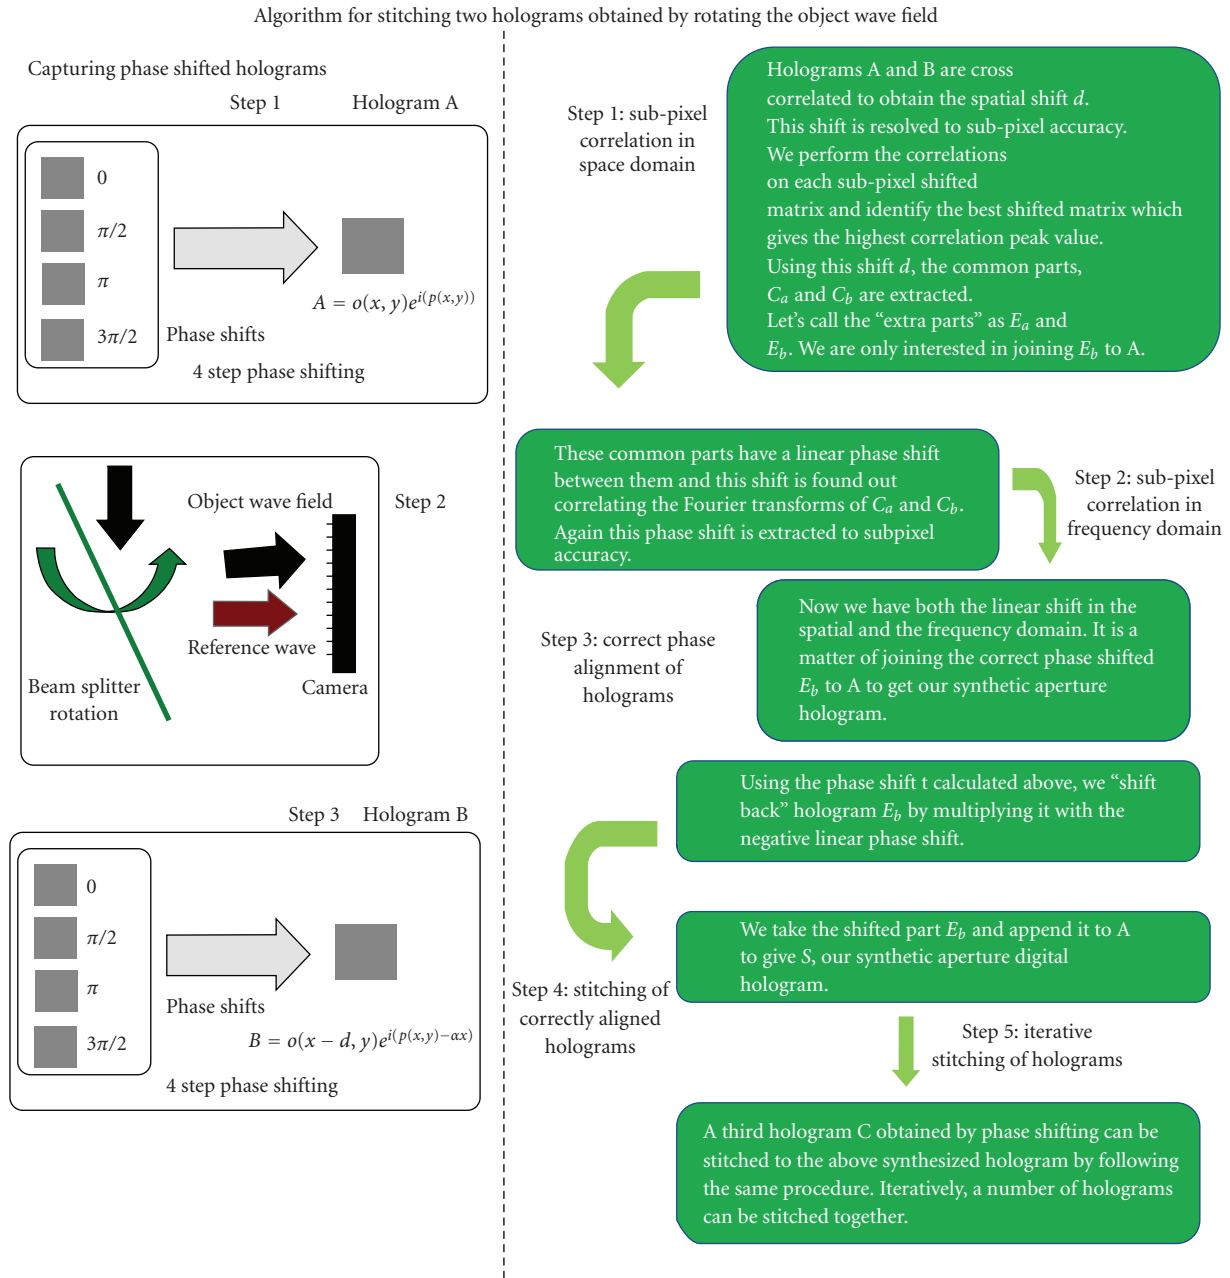 Algorithm for stitching two holograms obtained by rotating the object wave field
Capturing phase shifted holograms
Step 1
Hologram A
0
π/2
π
3π/2
Phase shifts
4 step phase shifting
A = o(x, y)e^{i(p(x,y))}
Step 2
Object wave field
Reference wave
Camera
Beam splitter
rotation
Step 3
Hologram B
0
π/2
π
3π/2
Phase shifts
B = o(x − d, y)e^{i(p(x,y)−αx)}
4 step phase shifting
Step 1: sub-pixel
correlation in
space domain
Holograms A and B are cross
correlated to obtain the spatial shift d.
This shift is resolved to sub-pixel accuracy.
We perform the correlations
on each sub-pixel shifted
matrix and identify the best shifted matrix which
gives the highest correlation peak value.
Using this shift d, the common parts,
C_a and C_b are extracted.
Let's call the “extra parts” as E_a and
E_b. We are only interested in joining E_b to A.
These common parts have a linear phase shift
between them and this shift is found out
correlating the Fourier transforms of C_a and C_b.
Again this phase shift is extracted to subpixel
accuracy.
Step 2: sub-pixel
correlation in
frequency domain
Step 3: correct phase
alignment of
holograms
Now we have both the linear shift in the
spatial and the frequency domain. It is a
matter of joining the correct phase shifted
E_b to A to get our synthetic aperture
hologram.
Using the phase shift t calculated above, we “shift
back” hologram E_b by multiplying it with the
negative linear phase shift.
Step 4: stitching of
correctly aligned
holograms
We take the shifted part E_b and append it to A
to give S, our synthetic aperture digital
hologram.
Step 5: iterative
stitching of holograms
A third hologram C obtained by phase shifting can be
stitched to the above synthesized hologram by following
the same procedure. Iteratively, a number of holograms
can be stitched together.